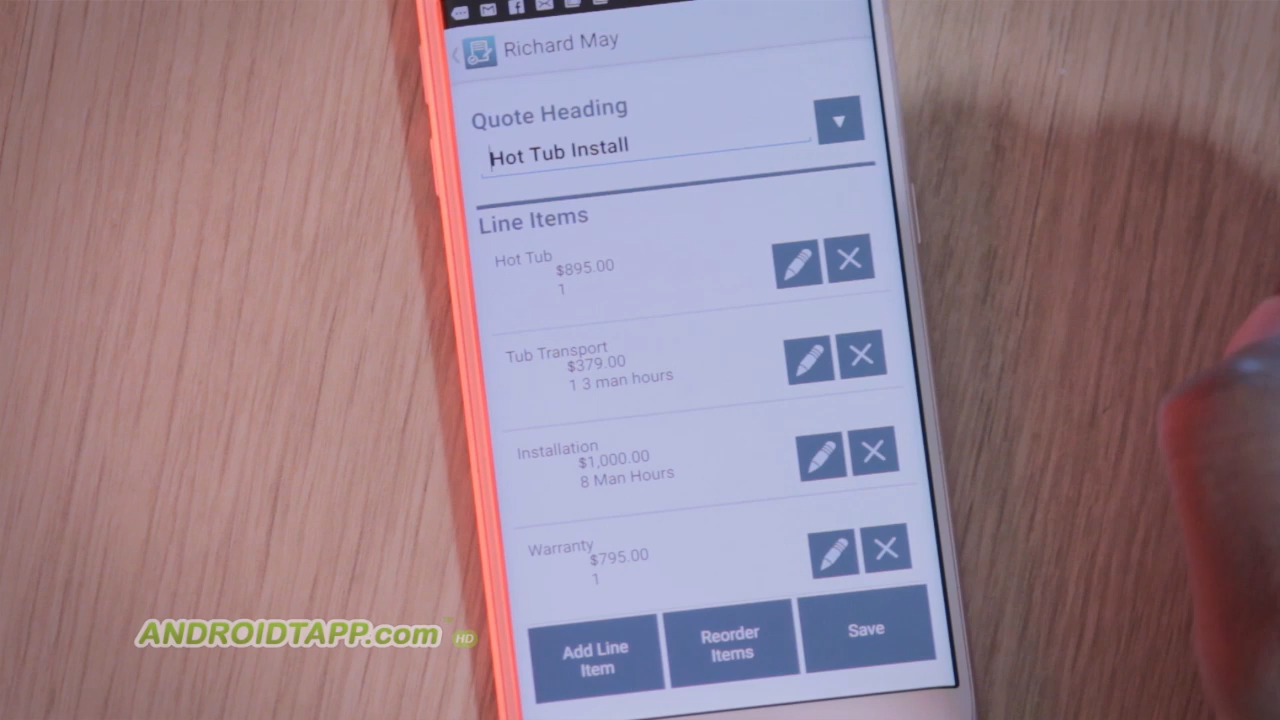 Richard May
Quote Heading
Hot Tub Install
Line Items
Hot Tub
$895.00
1
Tub Transport
$379.00
1 3 man hours
Installation
$1,000.00
8 Man Hours
Warranty
$795.00
1
Add Line
Item
Reorder
Items
Save
ANDROIDTAPP.com HD